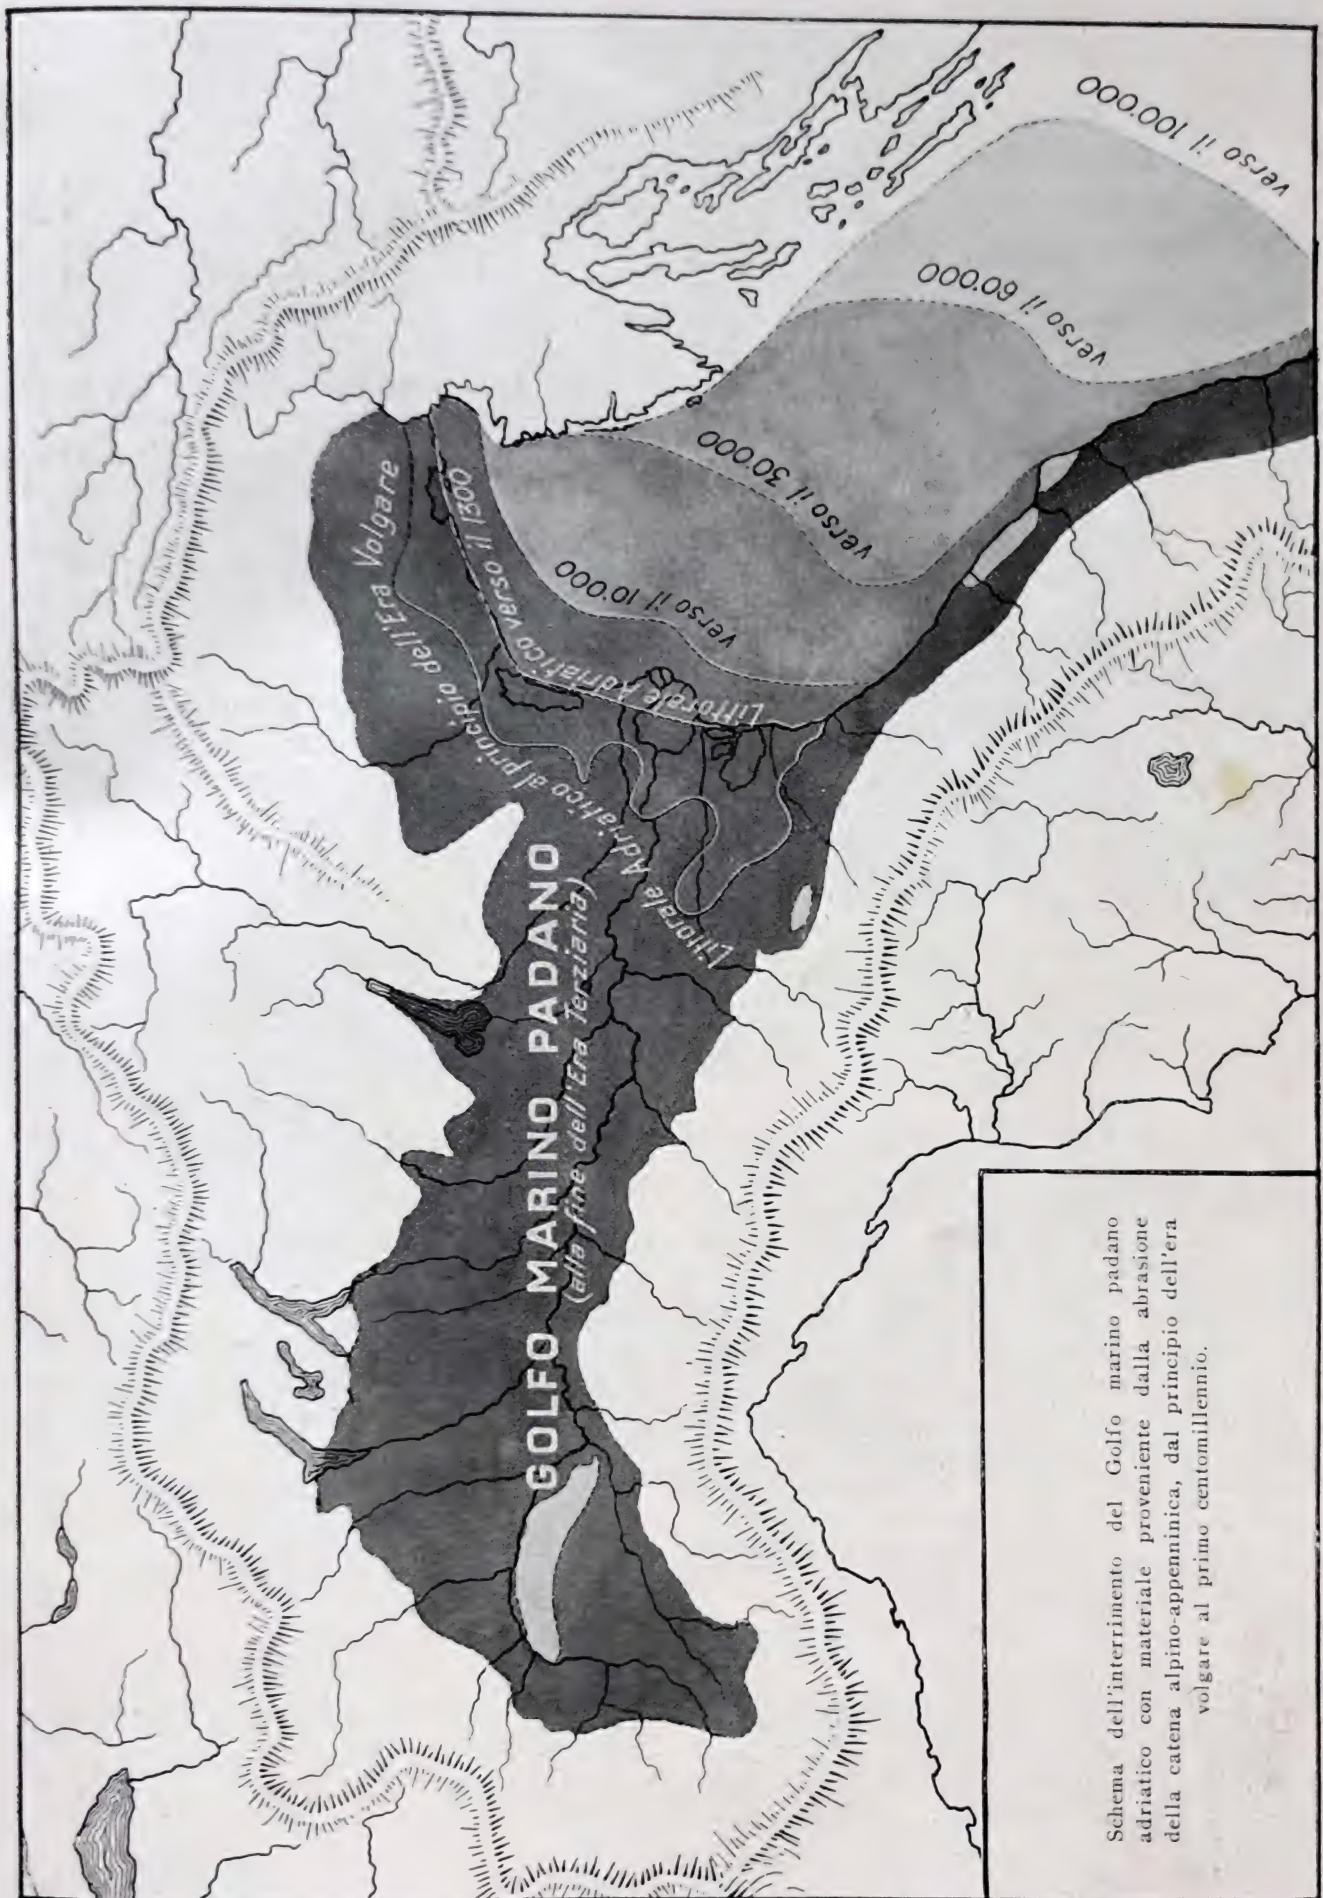 GOLFO MARINO PADANO
(alla fine dell'Era Terziaria)
Littorale Adriatico al principio dell'Era Volgare
Littorale Adriatico verso il 1300
verso il 10'000
verso il 30'000
verso il 60'000
verso il 100'000
Schema dell'interrimento del Golfo marino padano
adriatico con materiale proveniente dalla abrasione
della catena alpino-appenninica, dal principio dell'era
volgare al primo centomillennio.